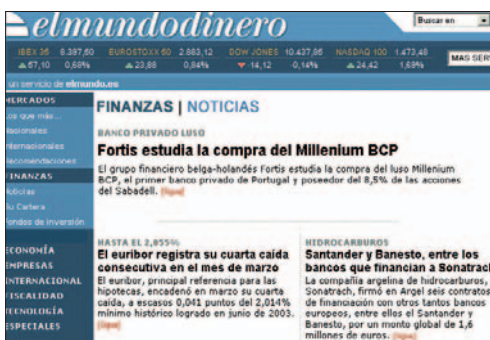 elmundodinero
Buscar en
IBEX 35 8.397,60 EUROSTOXX 50 2.883,12 DOW JONES 10.437,85 NASDAQ 100 1.473,48
57,10 0,68% 23,88 0,84% -14,12 -0,14% 24,42 1,69%
MAS SER
un servicio de elmundo.es
MERCADOS
Los que más...
Nacionales
Internacionales
Recomendaciones
FINANZAS
Noticias
Tu Cartera
Fondos de inversión
ECONOMÍA
EMPRESAS
INTERNACIONAL
FISCALIDAD
TECNOLOGÍA
ESPECIALES
FINANZAS | NOTICIAS
BANCO PRIVADO LUSO
Fortis estudia la compra del Millenium BCP
El grupo financiero belga-holandés Fortis estudia la compra del luso Millenium
BCP, el primer banco privado de Portugal y poseedor del 8,5% de las acciones
del Sabadell. [sigue]
HASTA EL 2,055%
El euribor registra su cuarta caída
consecutiva en el mes de marzo
El euribor, principal referencia para las
hipotecas, encadenó en marzo su cuarta
caída, a escasos 0,041 puntos del 2,014%
mínimo histórico logrado en junio de 2003.
[sigue]
HIDROCARBUROS
Santander y Banesto, entre los
bancos que financian a Sonatrach
La compañía argelina de hidrocarburos,
Sonatrach, firmó en Argel seis contratos
de financiación con otros tantos bancos
europeos, entre ellos el Santander y
Banesto, por un monto global de 1,6
millones de euros. [sigue]